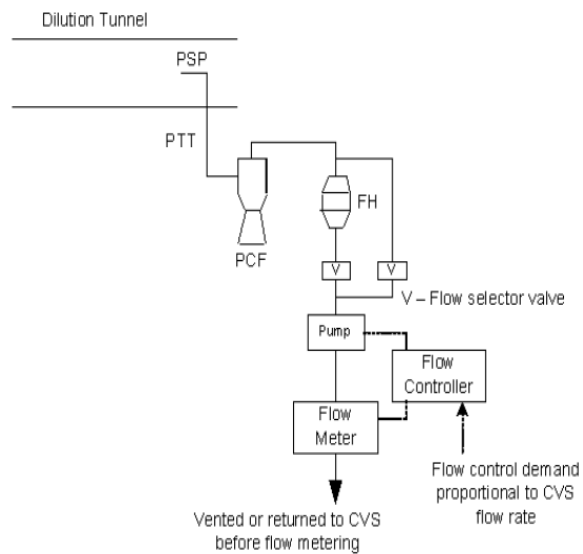 Dilution Tunnel
PSP
PTT
FH
PCF
V
V
V – Flow selector valve
Pump
Flow
Controller
Flow
Meter
Flow control demand
proportional to CVS
flow rate
Vented or returned to CVS
before flow metering